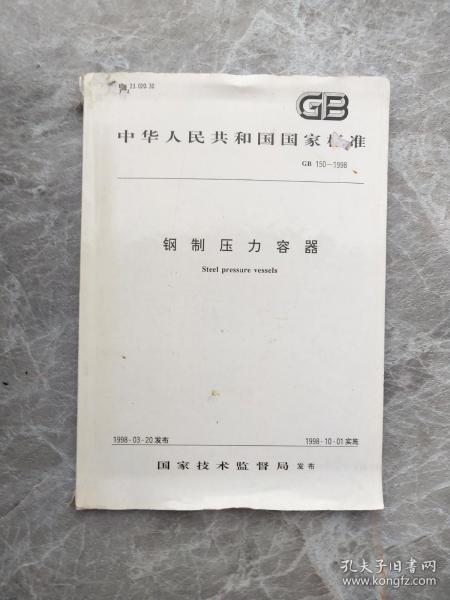 23.020.30
GB
中华人民共和国国家标准
GB 150-1998
钢制压力容器
Steel pressure vessels
1998-03-20发布
1998-10-01实施
国家技术监督局 发布
孔夫子旧书网
www.kongfz.com